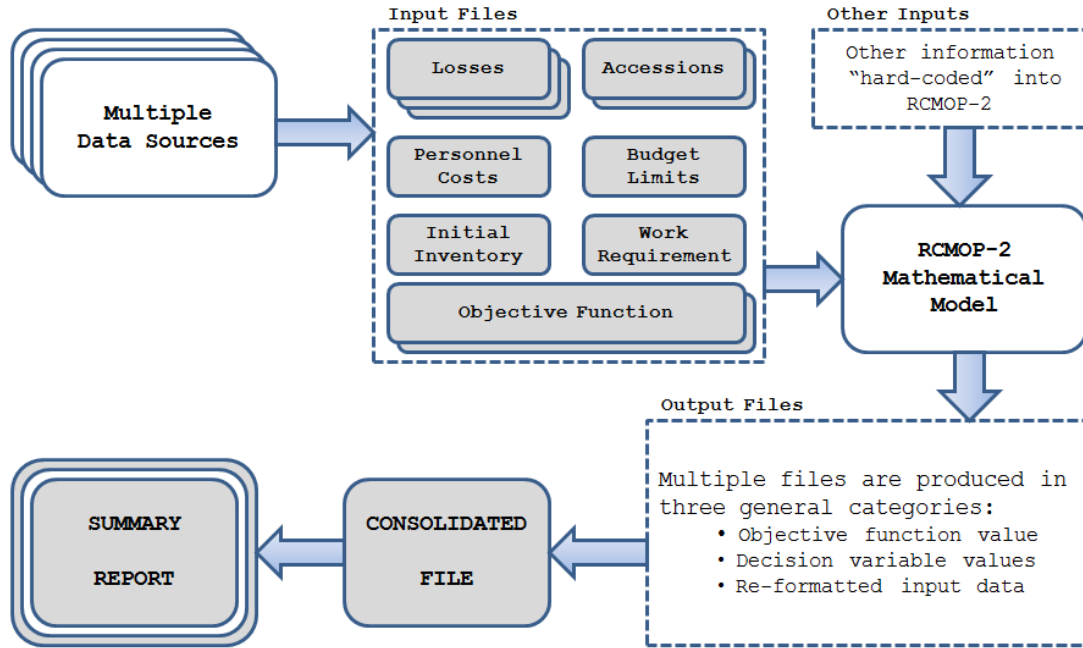 Input Files
Other Inputs
Multiple
Data Sources
Losses
Accessions
Personnel
Costs
Budget
Limits
Initial
Inventory
Work
Requirement
Objective Function
Other information
“hard-coded” into
RCMOP-2
RCMOP-2
Mathematical
Model
Output Files
Multiple files are produced in
three general categories:
• Objective function value
• Decision variable values
• Re-formatted input data
CONSOLIDATED
FILE
SUMMARY
REPORT